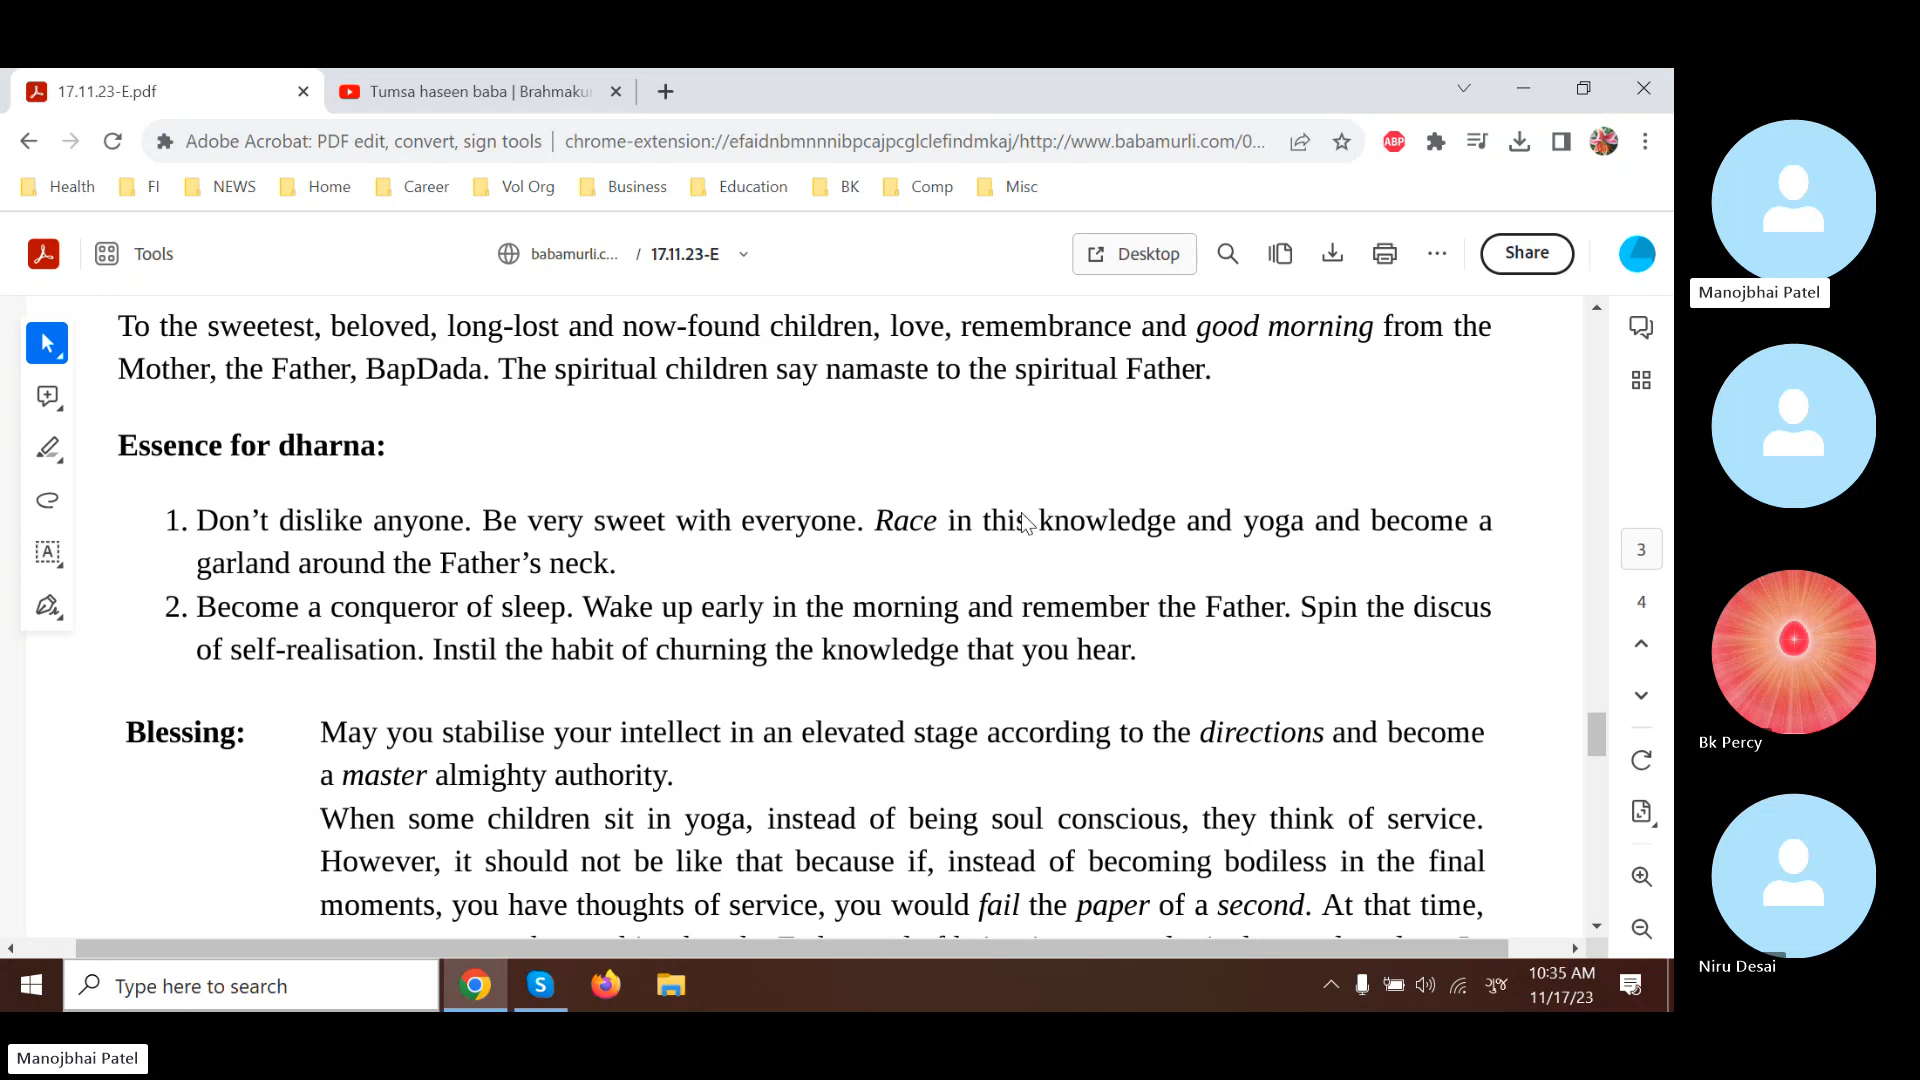 17.11.23-E.pdf
Tumsa haseen baba | Brahmaku
Adobe Acrobat: PDF edit, convert, sign tools | chrome-extension://efaidnbmnnnibpcajpcglclefindmkaj/http://www.babamurli.com/0...
ABP
Health FI NEWS Home Career Vol Org Business Education BK Comp Misc
Tools
babamurli.c... / 17.11.23-E
Desktop
Share
To the sweetest, beloved, long-lost and now-found children, love, remembrance and good morning from the
Mother, the Father, BapDada. The spiritual children say namaste to the spiritual Father.
Essence for dharna:
1. Don’t dislike anyone. Be very sweet with everyone. Race in this knowledge and yoga and become a
garland around the Father’s neck.
2. Become a conqueror of sleep. Wake up early in the morning and remember the Father. Spin the discus
of self-realisation. Instil the habit of churning the knowledge that you hear.
Blessing: May you stabilise your intellect in an elevated stage according to the directions and become
a master almighty authority.
When some children sit in yoga, instead of being soul conscious, they think of service.
However, it should not be like that because if, instead of becoming bodiless in the final
moments, you have thoughts of service, you would fail the paper of a second. At that time,
3
4
Type here to search
ગુજ
10:35 AM
11/17/23
Manojbhai Patel
Bk Percy
Niru Desai
Manojbhai Patel